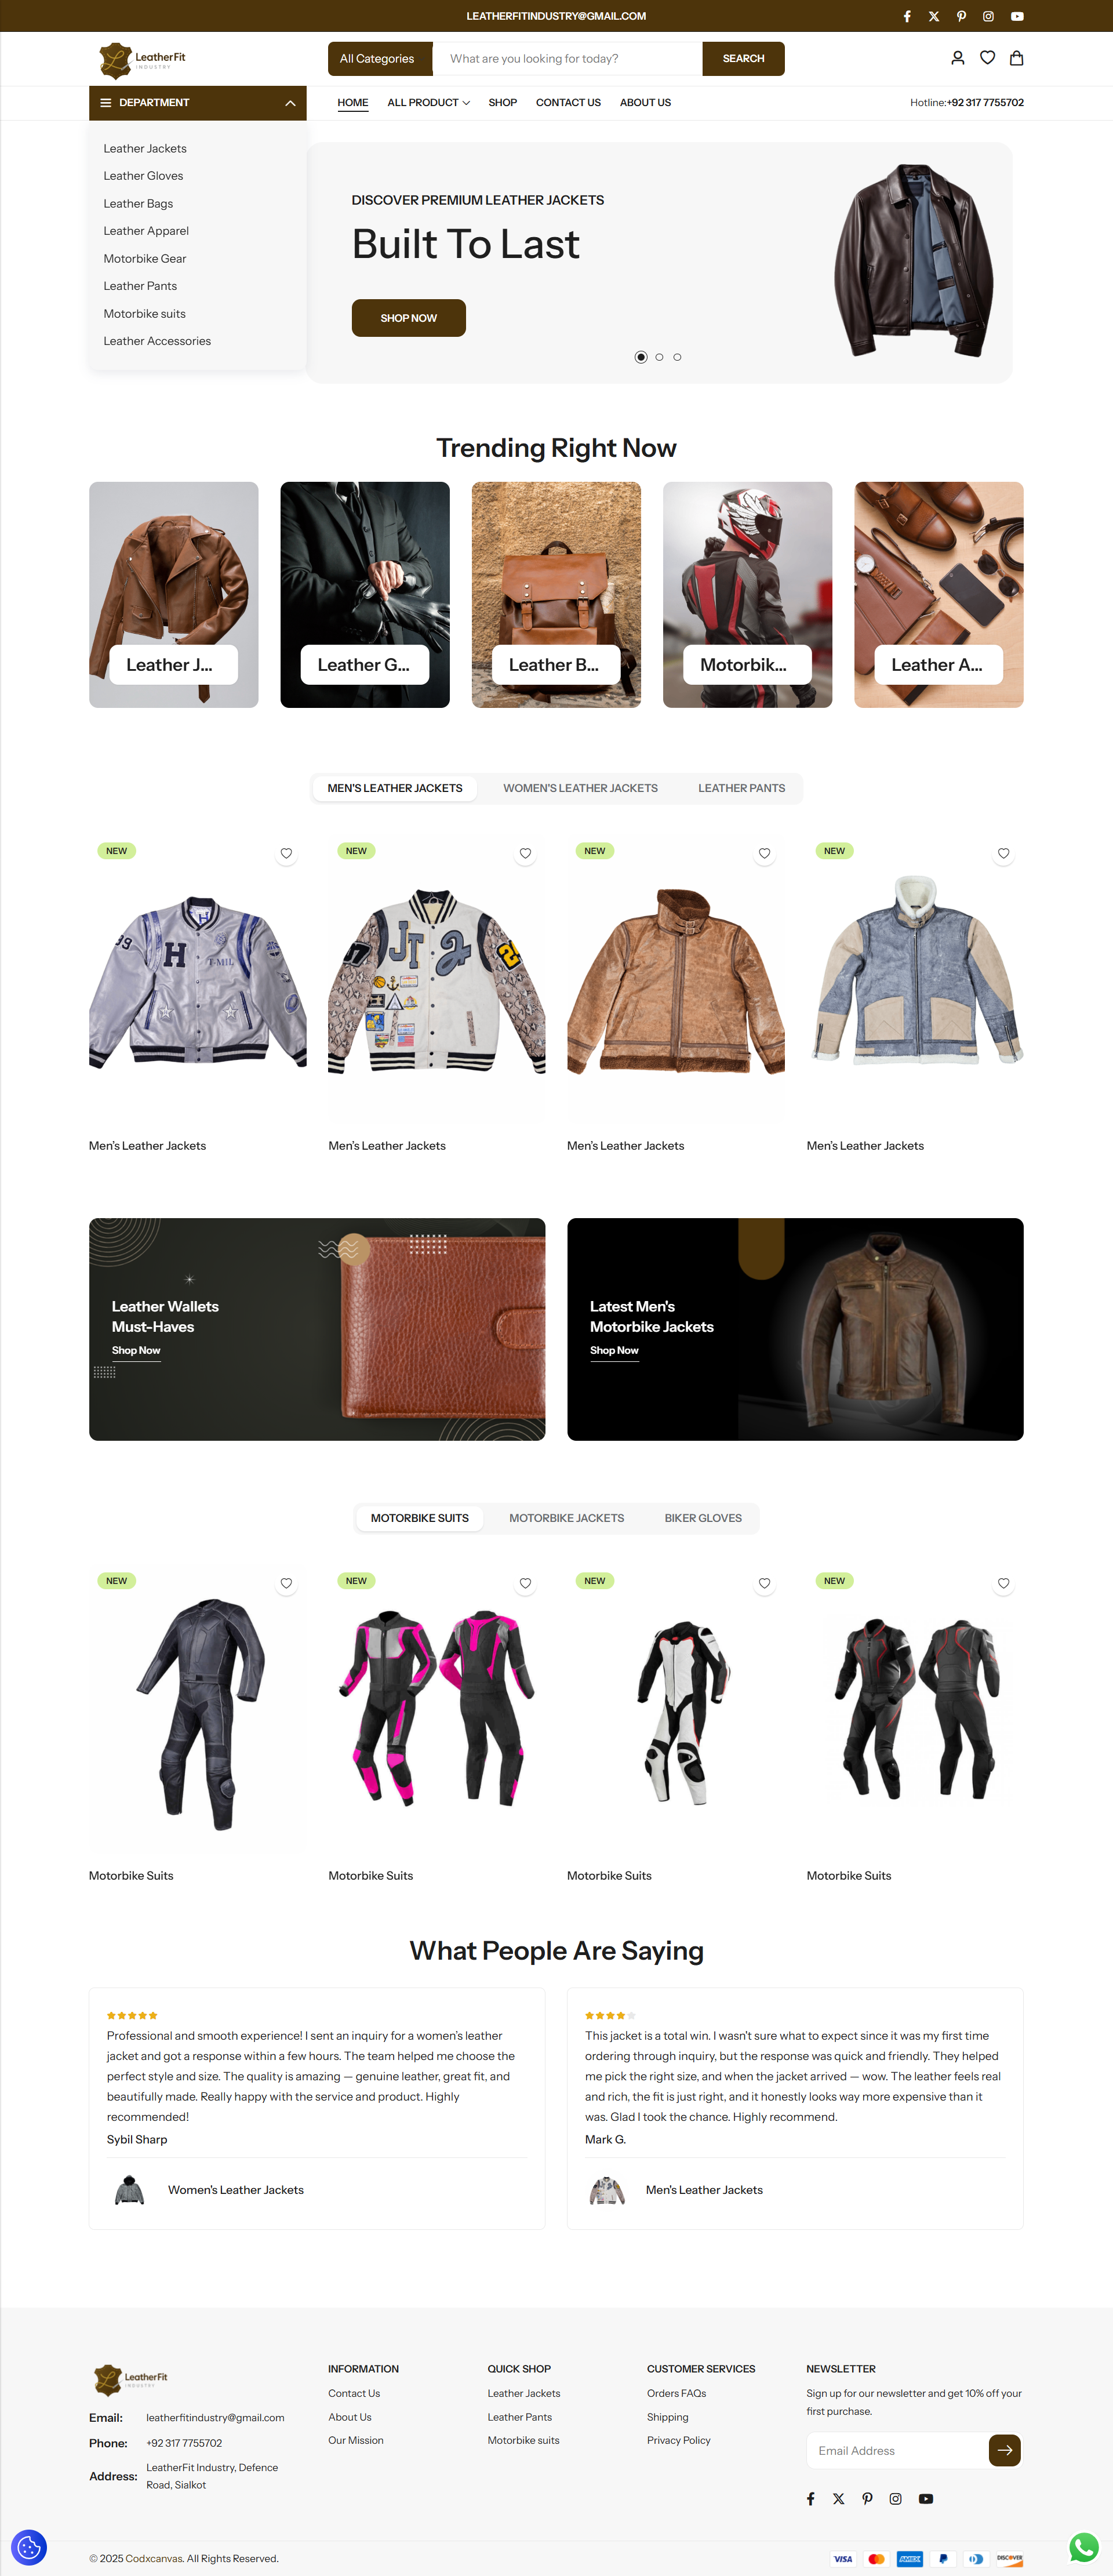 LEATHERFITINDUSTRY@GMAIL.COM
LeatherFit
INDUSTRY
All Categories
What are you looking for today?
SEARCH
DEPARTMENT
HOME
ALL PRODUCT
SHOP
CONTACT US
ABOUT US
Hotline:+92 317 7755702
Leather Jackets
Leather Gloves
Leather Bags
Leather Apparel
Motorbike Gear
Leather Pants
Motorbike suits
Leather Accessories
DISCOVER PREMIUM LEATHER JACKETS
Built To Last
SHOP NOW
Trending Right Now
Leather J...
Leather G...
Leather B...
Motorbik...
Leather A...
MEN'S LEATHER JACKETS
WOMEN'S LEATHER JACKETS
LEATHER PANTS
NEW
NEW
NEW
NEW
H
T-MIL
JT
Men's Leather Jackets
Men's Leather Jackets
Men's Leather Jackets
Men's Leather Jackets
Leather Wallets
Must-Haves
Shop Now
Latest Men's
Motorbike Jackets
Shop Now
MOTORBIKE SUITS
MOTORBIKE JACKETS
BIKER GLOVES
NEW
NEW
NEW
NEW
Motorbike Suits
Motorbike Suits
Motorbike Suits
Motorbike Suits
What People Are Saying
Professional and smooth experience! I sent an inquiry for a women's leather
jacket and got a response within a few hours. The team helped me choose the
perfect style and size. The quality is amazing — genuine leather, great fit, and
beautifully made. Really happy with the service and product. Highly
recommended!
Sybil Sharp
Women's Leather Jackets
This jacket is a total win. I wasn't sure what to expect since it was my first time
ordering through inquiry, but the response was quick and friendly. They helped
me pick the right size, and when the jacket arrived — wow. The leather feels real
and rich, the fit is just right, and it honestly looks way more expensive than it
was. Glad I took the chance. Highly recommend.
Mark G.
Men's Leather Jackets
LeatherFit
INDUSTRY
Email: leatherfitindustry@gmail.com
Phone: +92 317 7755702
Address: LeatherFit Industry, Defence
Road, Sialkot
INFORMATION
Contact Us
About Us
Our Mission
QUICK SHOP
Leather Jackets
Leather Pants
Motorbike suits
CUSTOMER SERVICES
Orders FAQs
Shipping
Privacy Policy
NEWSLETTER
Sign up for our newsletter and get 10% off your
first purchase.
Email Address
© 2025 Codxcanvas. All Rights Reserved.
VISA
AMEX
DISCOVER